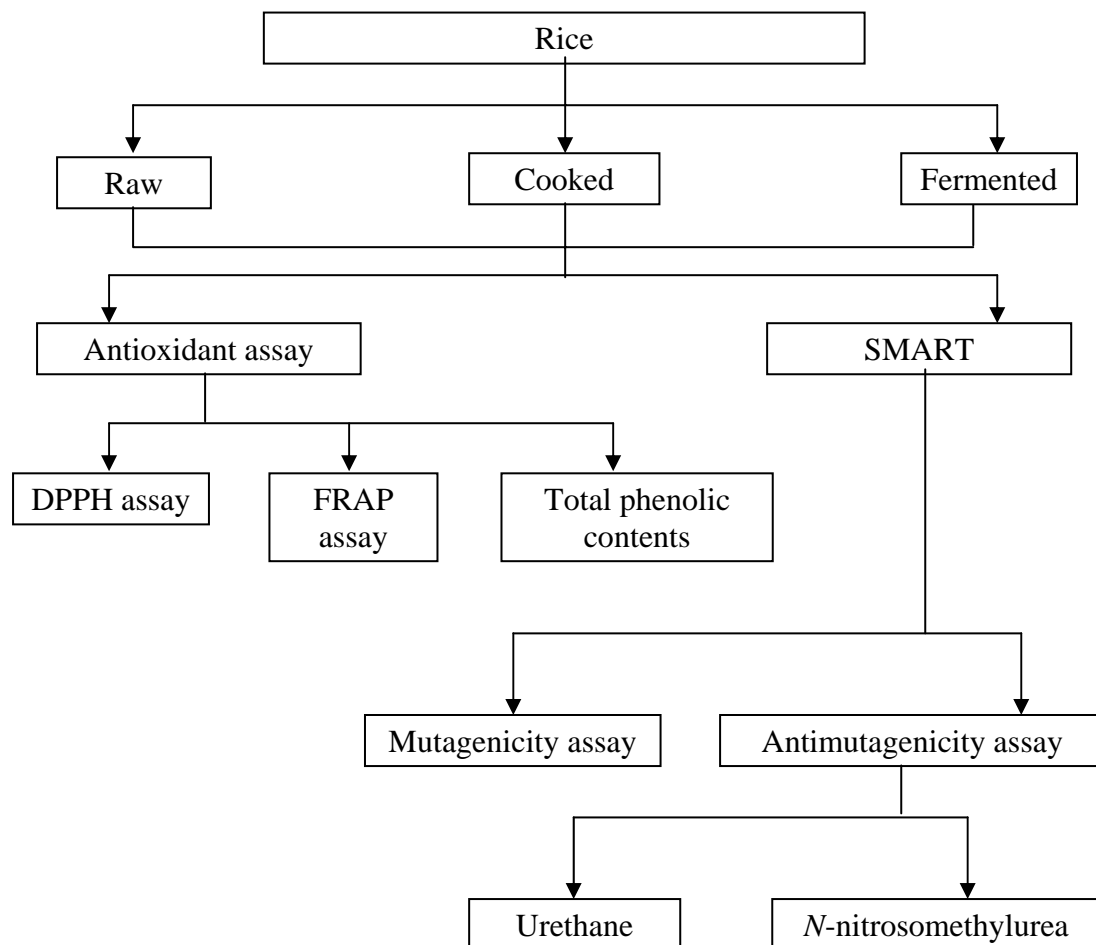 Rice
Raw
Cooked
Fermented
Antioxidant assay
SMART
DPPH assay
FRAP
assay
Total phenolic
contents
Mutagenicity assay
Antimutagenicity assay
Urethane
N-nitrosomethylurea